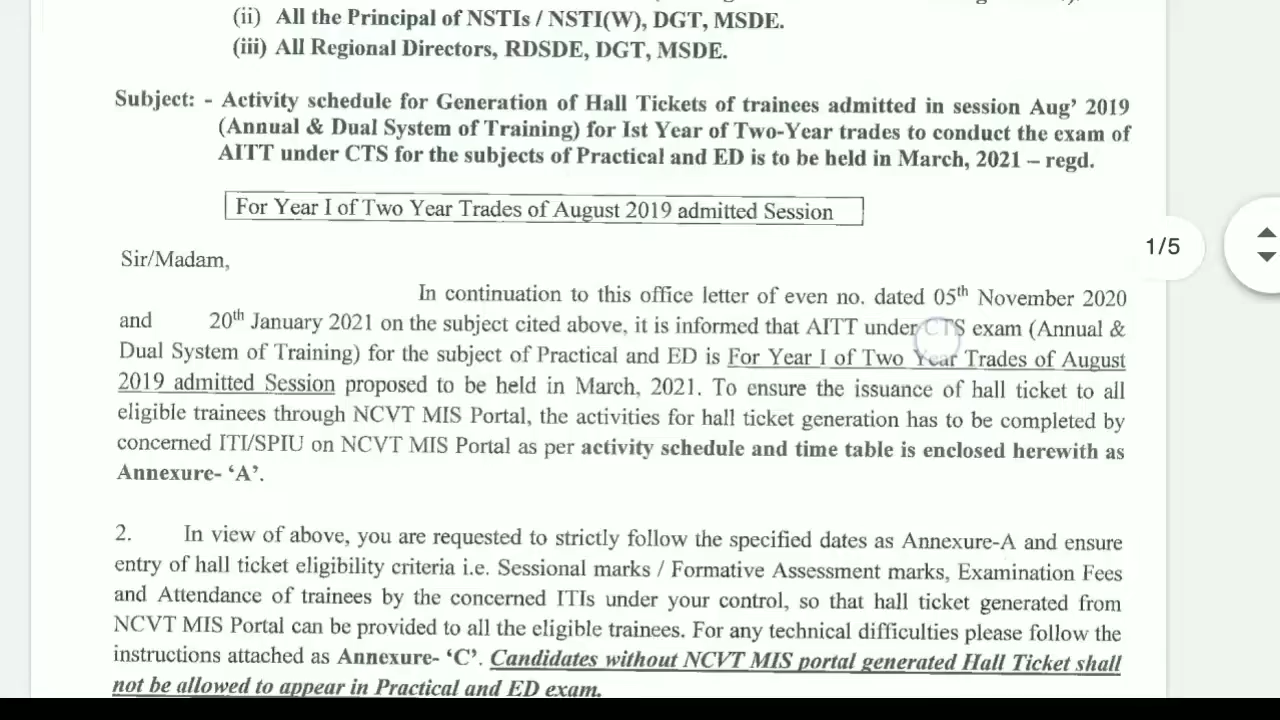 (ii) All the Principal of NSTIs / NSTI(W), DGT, MSDE.
(iii) All Regional Directors, RDSDE, DGT, MSDE.
Subject: - Activity schedule for Generation of Hall Tickets of trainees admitted in session Aug’ 2019
(Annual & Dual System of Training) for Ist Year of Two-Year trades to conduct the exam of
AITT under CTS for the subjects of Practical and ED is to be held in March, 2021 – regd.
For Year I of Two Year Trades of August 2019 admitted Session
1/5
Sir/Madam,
In continuation to this office letter of even no. dated 05th November 2020
and 20th January 2021 on the subject cited above, it is informed that AITT under CTS exam (Annual &
Dual System of Training) for the subject of Practical and ED is For Year I of Two Year Trades of August
2019 admitted Session proposed to be held in March, 2021. To ensure the issuance of hall ticket to all
eligible trainees through NCVT MIS Portal, the activities for hall ticket generation has to be completed by
concerned ITI/SPIU on NCVT MIS Portal as per activity schedule and time table is enclosed herewith as
Annexure- ‘A’.
2. In view of above, you are requested to strictly follow the specified dates as Annexure-A and ensure
entry of hall ticket eligibility criteria i.e. Sessional marks / Formative Assessment marks, Examination Fees
and Attendance of trainees by the concerned ITIs under your control, so that hall ticket generated from
NCVT MIS Portal can be provided to all the eligible trainees. For any technical difficulties please follow the
instructions attached as Annexure- ‘C’. Candidates without NCVT MIS portal generated Hall Ticket shall
not be allowed to appear in Practical and ED exam.